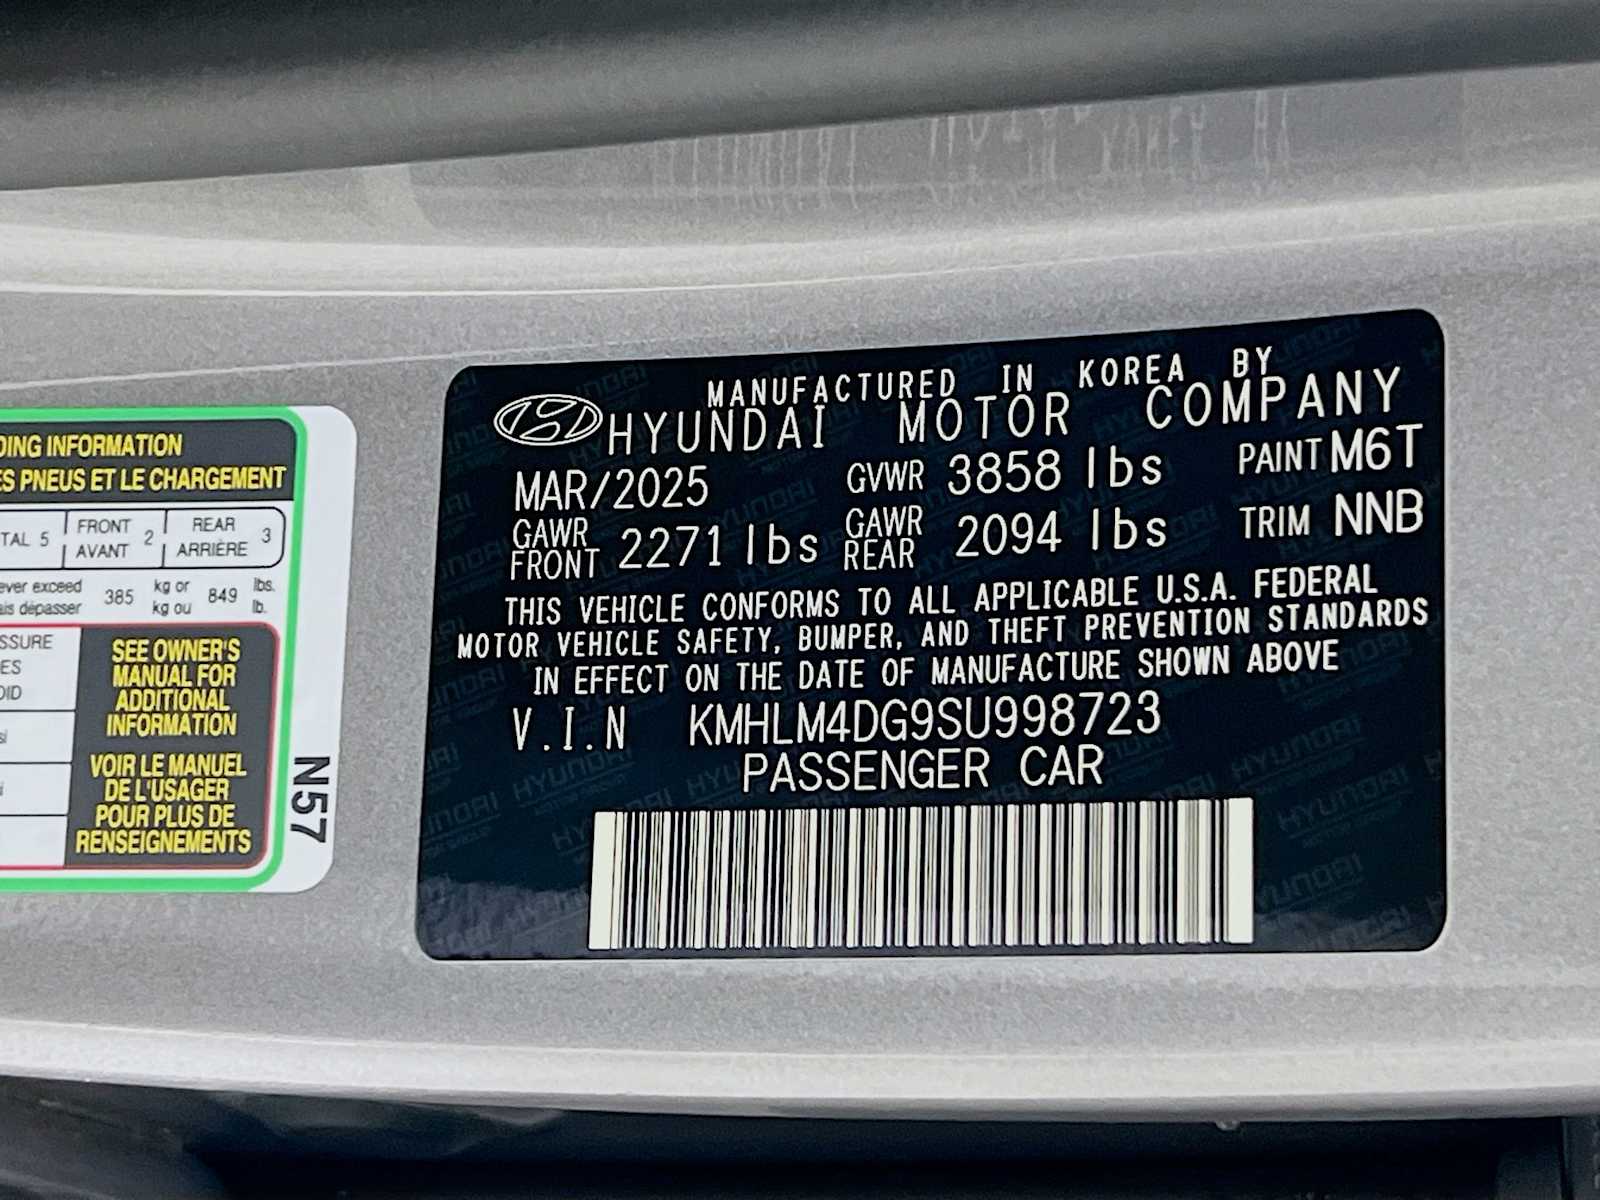 DING INFORMATION
ES PNEUS ET LE CHARGEMENT
TAL 5 FRONT AVANT 2 REAR ARRIÈRE 3
ever exceed
ais dépasser 385 kg or kg ou 849 lbs. lb.
SSURE
ES
OID
SEE OWNER'S
MANUAL FOR
ADDITIONAL
INFORMATION
VOIR LE MANUEL
DE L'USAGER
POUR PLUS DE
RENSEIGNEMENTS
N57
MANUFACTURED IN KOREA BY
HYUNDAI MOTOR COMPANY
MAR/2025 GVWR 3858 lbs PAINT M6T
GAWR FRONT 2271 lbs GAWR REAR 2094 lbs TRIM NNB
THIS VEHICLE CONFORMS TO ALL APPLICABLE U.S.A. FEDERAL
MOTOR VEHICLE SAFETY, BUMPER, AND THEFT PREVENTION STANDARDS
IN EFFECT ON THE DATE OF MANUFACTURE SHOWN ABOVE
V.I.N KMHLM4DG9SU998723
PASSENGER CAR